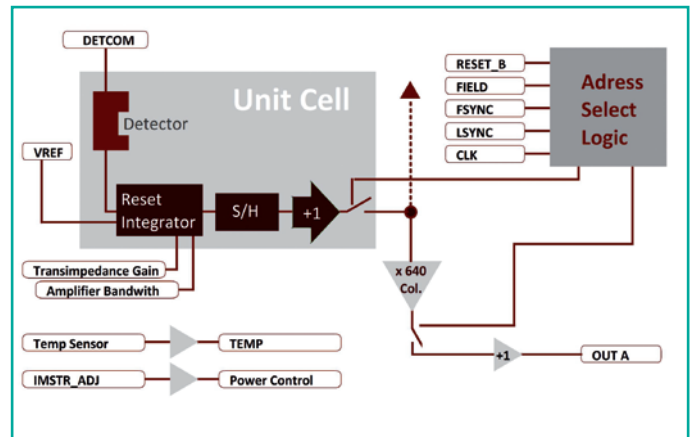 DETCOM
Unit Cell
Detector
VREF
Reset
Integrator
S/H
+1
Transimpedance Gain
Amplifier Bandwith
RESET_B
FIELD
FSYNC
LSYNC
CLK
Adress
Select
Logic
x 640
Col.
+1
OUT A
Temp Sensor
TEMP
IMSTR_ADJ
Power Control